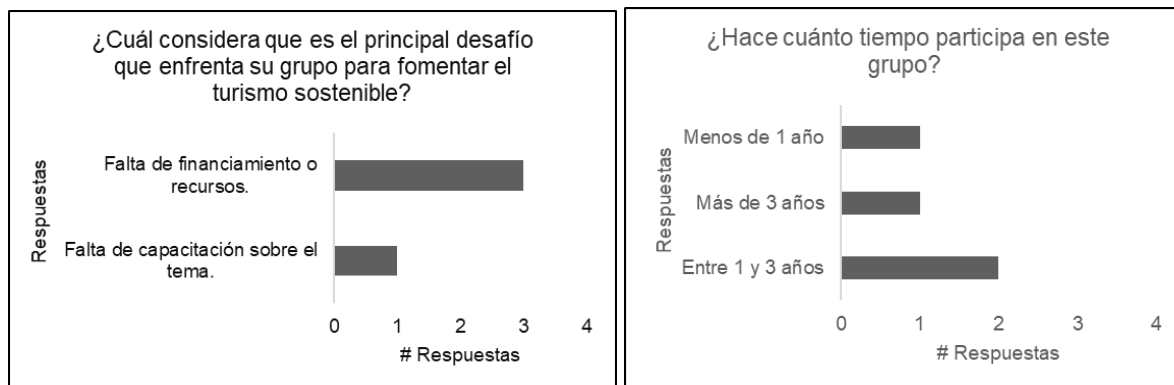 ¿Cuál considera que es el principal desafío
que enfrenta su grupo para fomentar el
turismo sostenible?
Respuestas
Falta de financiamiento o
recursos.
Falta de capacitación sobre el
tema.
0 1 2 3 4
# Respuestas
¿Hace cuánto tiempo participa en este
grupo?
Respuestas
Menos de 1 año
Más de 3 años
Entre 1 y 3 años
0 1 2 3 4
# Respuestas